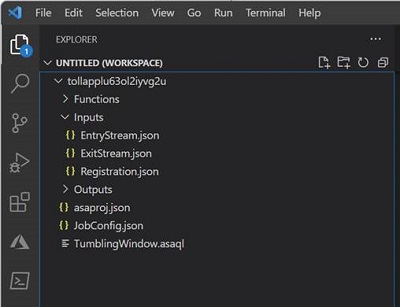 File Edit Selection View Go Run Terminal Help
EXPLORER
1
UNTITLED (WORKSPACE)
tollapplu63ol2iyvg2u
Functions
Inputs
{ } EntryStream.json
{ } ExitStream.json
{ } Registration.json
Outputs
{ } asaproj.json
{ } JobConfig.json
TumblingWindow.asaql